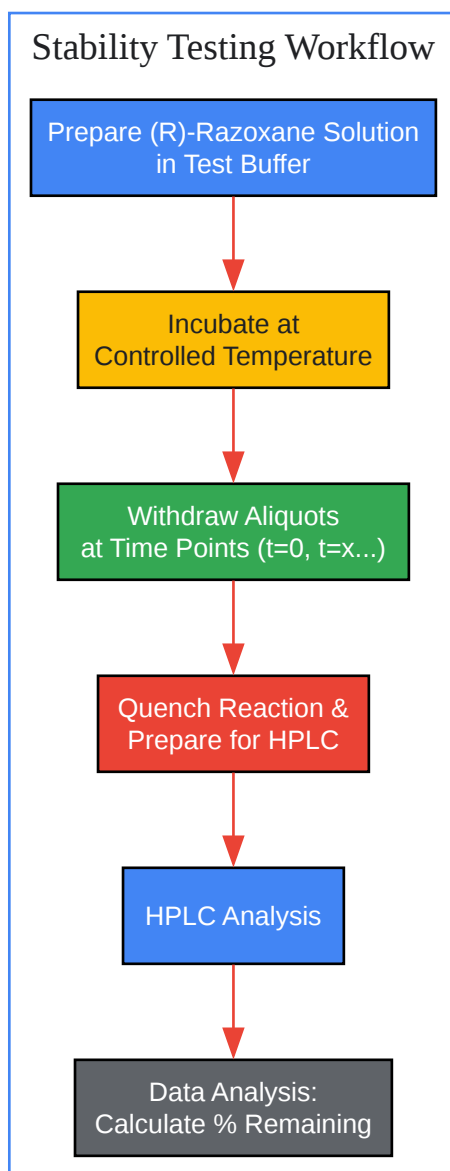 Stability Testing Workflow
Prepare (R)-Razoxane Solution
in Test Buffer
Incubate at
Controlled Temperature
Withdraw Aliquots
at Time Points (t=0, t=x...)
Quench Reaction &
Prepare for HPLC
HPLC Analysis
Data Analysis:
Calculate % Remaining